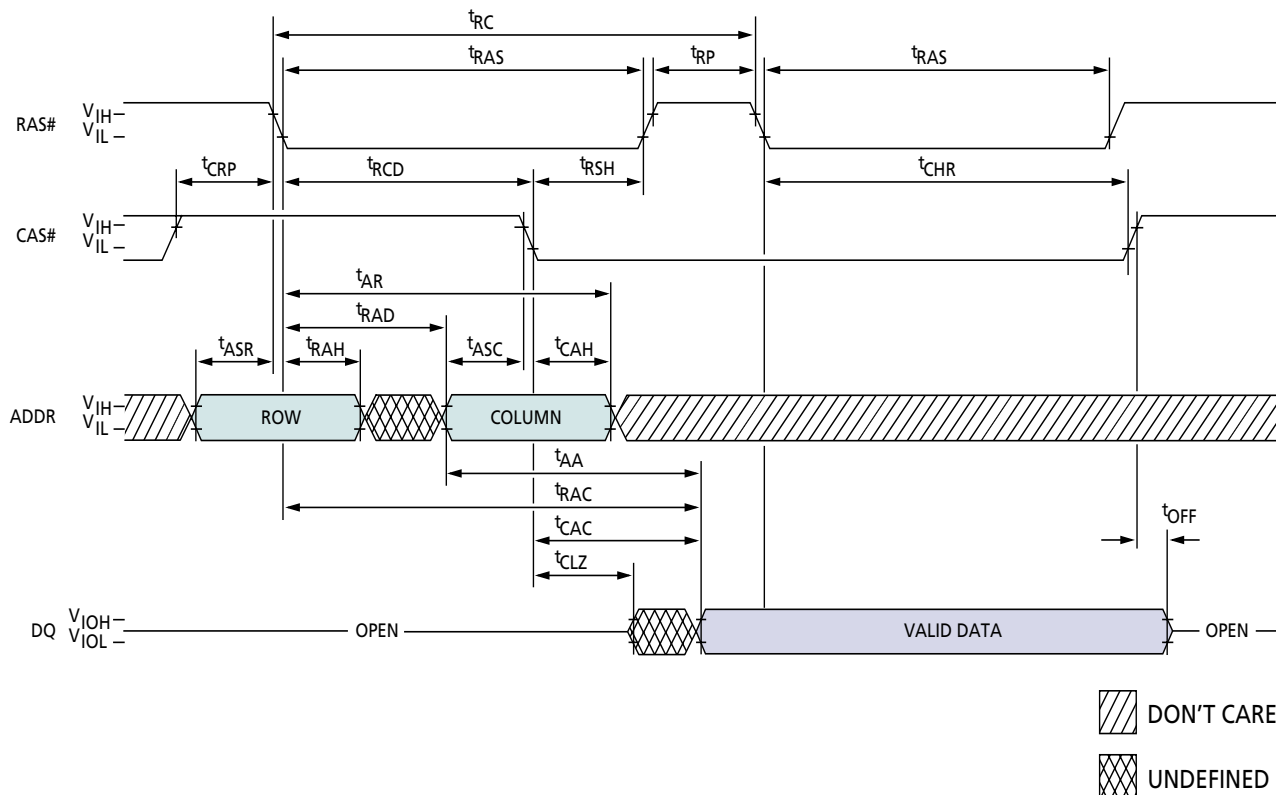 tRC
tRAS tRP tRAS
RAS# VIH
VIL
tCRP tRCD tRSH tCHR
CAS# VIH
VIL
tAR
tRAD
tASR tRAH tASC tCAH
ADDR VIH
VIL
ROW COLUMN
tAA
tRAC
tCAC tOFF
tCLZ
DQ VIOH
VIOL
OPEN VALID DATA OPEN
DON'T CARE
UNDEFINED